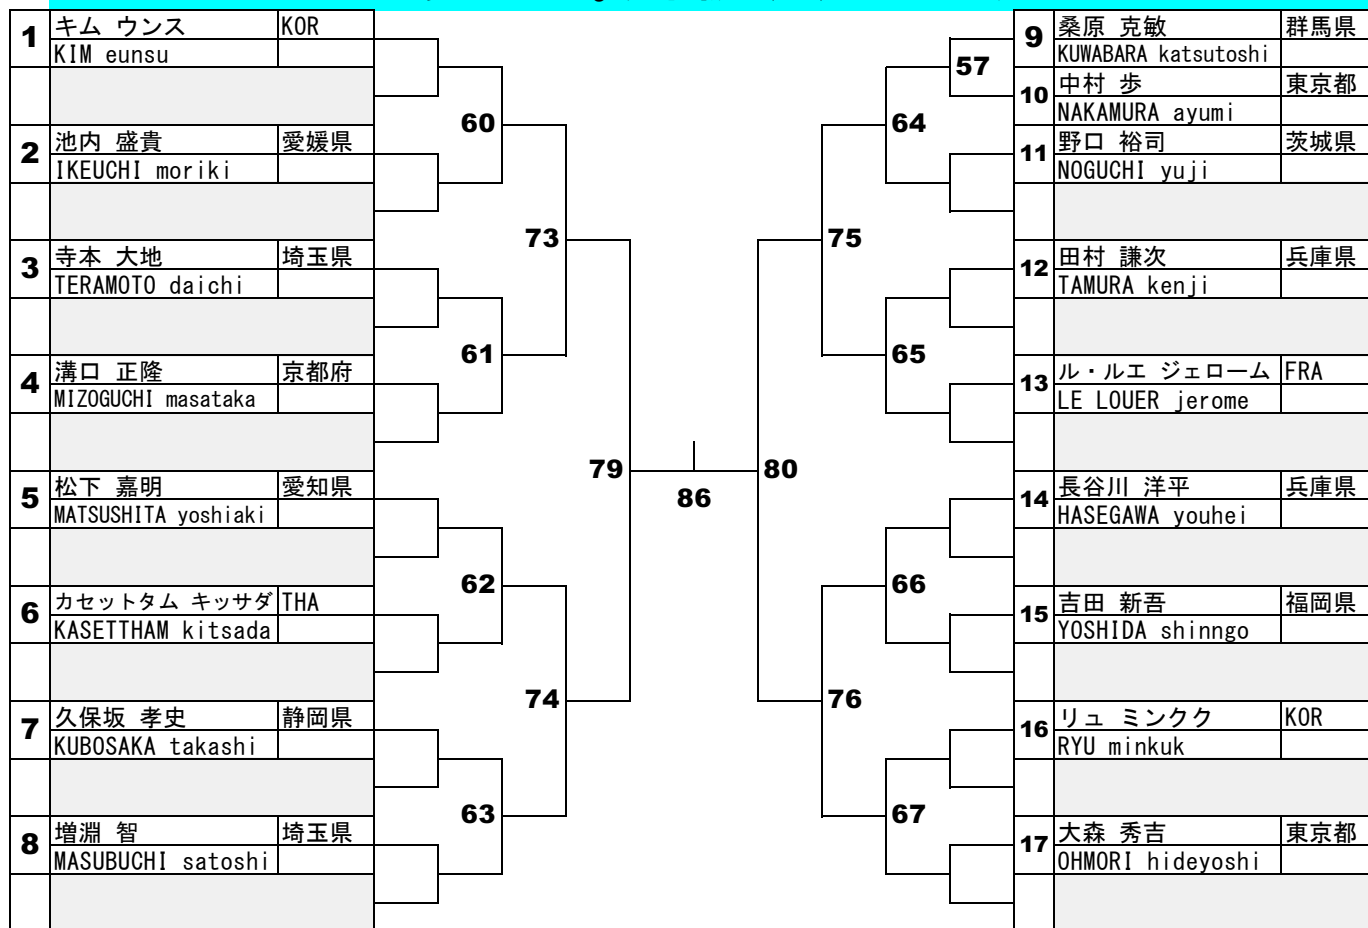 1 キム ウンス KOR
KIM eunsu
2 池内 盛貴 愛媛県
IKEUCHI moriki
3 寺本 大地 埼玉県
TERAMOTO daichi
4 溝口 正隆 京都府
MIZOGUCHI masataka
5 松下 嘉明 愛知県
MATSUSHITA yoshiaki
6 カセットタム キッサダ THA
KASETTHAM kitsada
7 久保坂 孝史 静岡県
KUBOSAKA takashi
8 増淵 智 埼玉県
MASUBUCHI satoshi
60
61
62
63
73
74
79
86
80
75
76
57
64
65
66
67
9 桑原 克敏 群馬県
KUWABARA katsutoshi
10 中村 歩 東京都
NAKAMURA ayumi
11 野口 裕司 茨城県
NOGUCHI yuji
12 田村 謙次 兵庫県
TAMURA kenji
13 ル・ルエ ジェローム FRA
LE LOUER jerome
14 長谷川 洋平 兵庫県
HASEGAWA youhei
15 吉田 新吾 福岡県
YOSHIDA shinngo
16 リュ ミンクク KOR
RYU minkuk
17 大森 秀吉 東京都
OHMORI hideyoshi